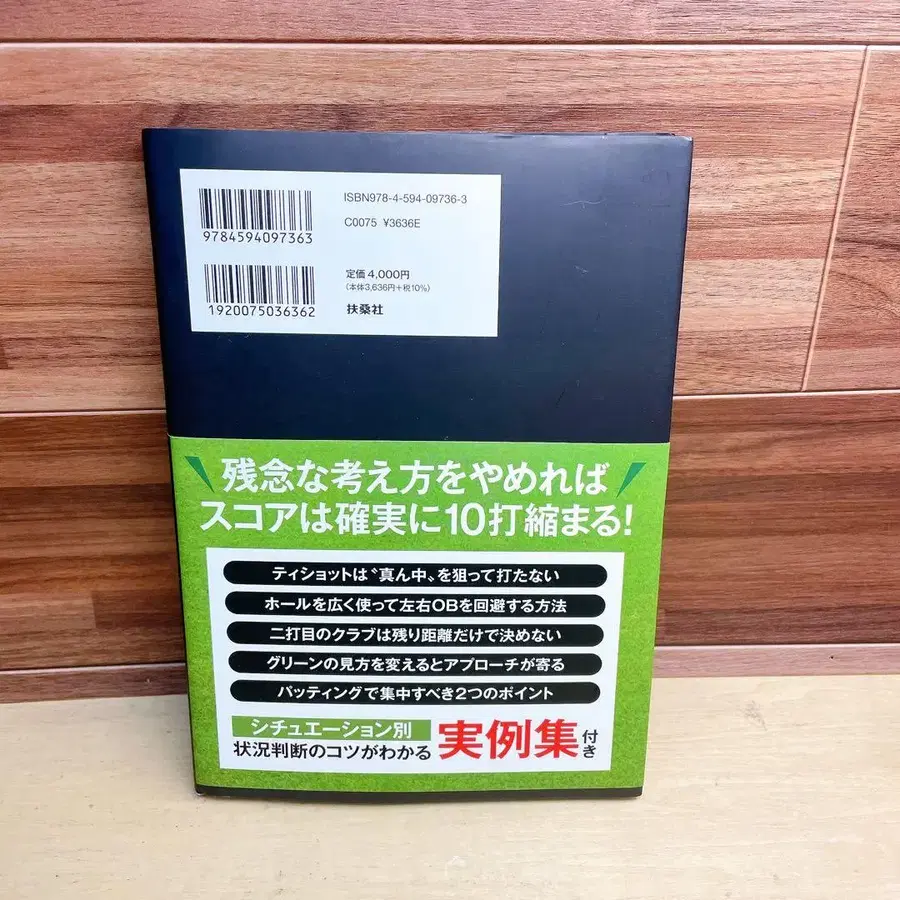 ISBN978-4-594-09736-3
C0075 ¥3636E
9784594097363
定価 4,000円
(本体3,636円+税10%)
1920075036362
扶桑社
残念な考え方をやめれば
スコアは確実に10打縮まる!
ティショットは〝真ん中〟を狙って打たない
ホールを広く使って左右OBを回避する方法
二打目のクラブは残り距離だけで決めない
グリーンの見方を変えるとアプローチが寄る
パッティングで集中すべき2つのポイント
シチュエーション別
状況判断のコツがわかる 実例集付き